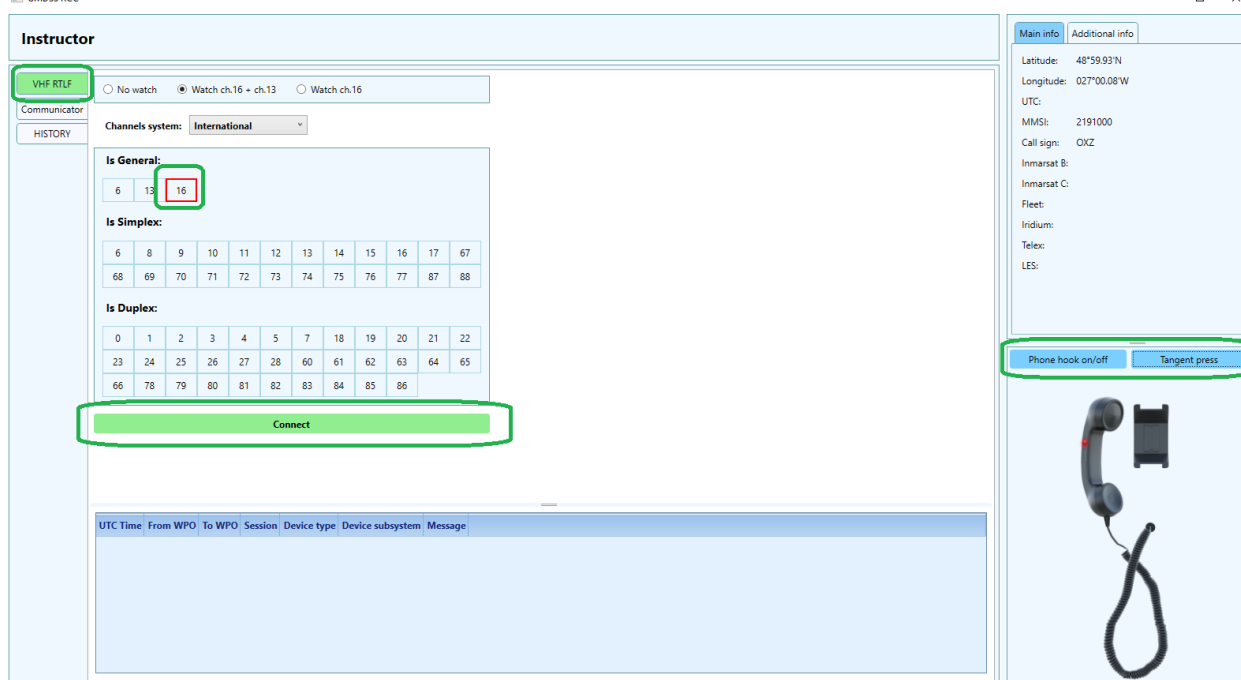 Instructor
VHF RTLF
Communicator
HISTORY
No watch Watch ch.16 + ch.13 Watch ch.16
Channels system: International
Is General:
6 13 16
Is Simplex:
6 8 9 10 11 12 13 14 15 16 17 67
68 69 70 71 72 73 74 75 76 77 87 88
Is Duplex:
0 1 2 3 4 5 7 18 19 20 21 22
23 24 25 26 27 28 60 61 62 63 64 65
66 78 79 80 81 82 83 84 85 86
Connect
UTC Time From WPO To WPO Session Device type Device subsystem Message
Main info Additional info
Latitude: 48°59.93'N
Longitude: 027°00.08'W
UTC:
MMSI: 2191000
Call sign: OXZ
Inmarsat B:
Inmarsat C:
Fleet:
Iridium:
Telex:
LES:
Phone hook on/off Tangent press